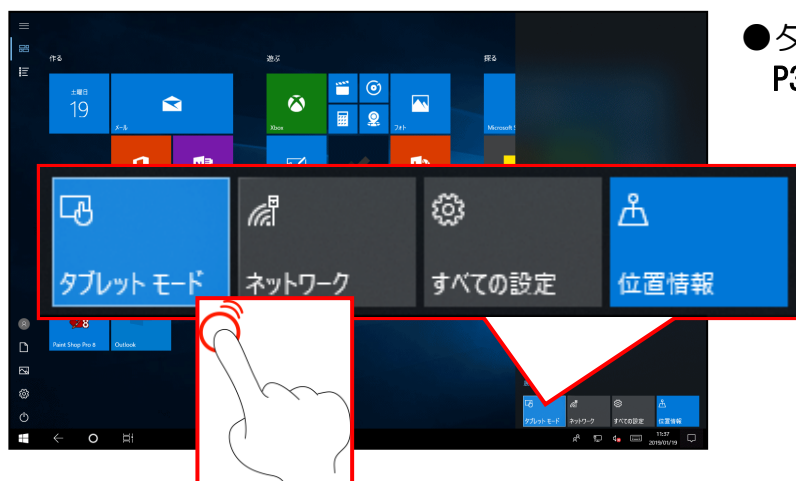 作る
遊ぶ
探る
土曜日
19
メール
Xbox
フォト
Microsoft S
●タ
P3
タブレット モード
ネットワーク
すべての設定
位置情報
Paint Shop Pro 8
Outlook
タブレット モード
ネットワーク
すべての設定
位置情報
11:37
2019/01/19